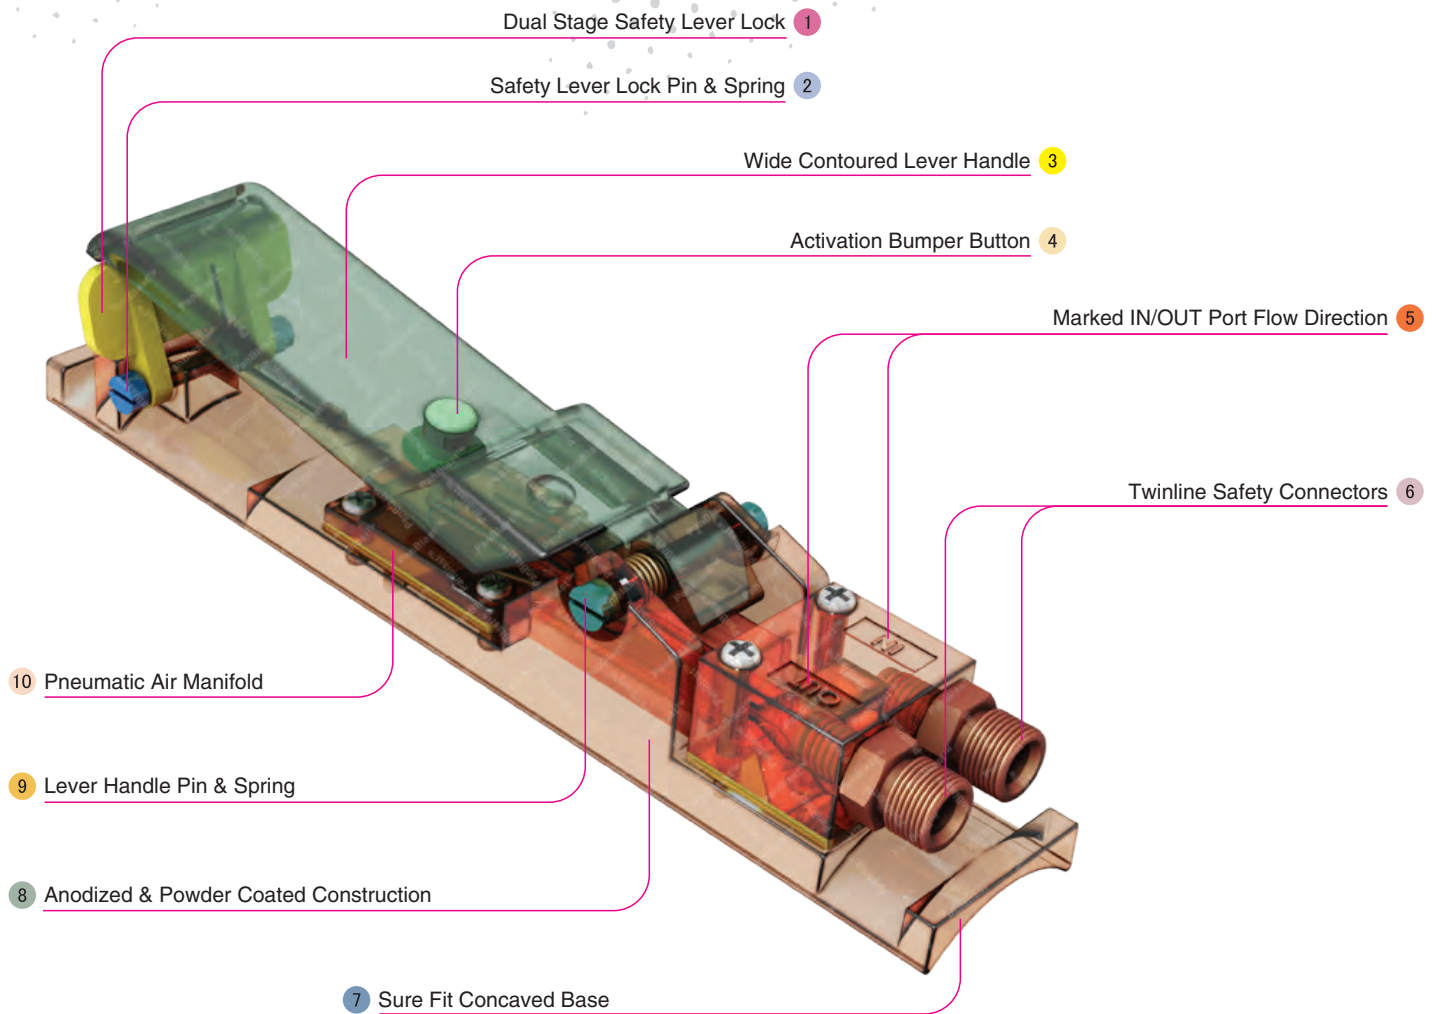 Dual Stage Safety Lever Lock 1
Safety Lever Lock Pin & Spring 2
Wide Contoured Lever Handle 3
Activation Bumper Button 4
Marked IN/OUT Port Flow Direction 5
Twinline Safety Connectors 6
OUT
10 Pneumatic Air Manifold
9 Lever Handle Pin & Spring
8 Anodized & Powder Coated Construction
7 Sure Fit Concaved Base